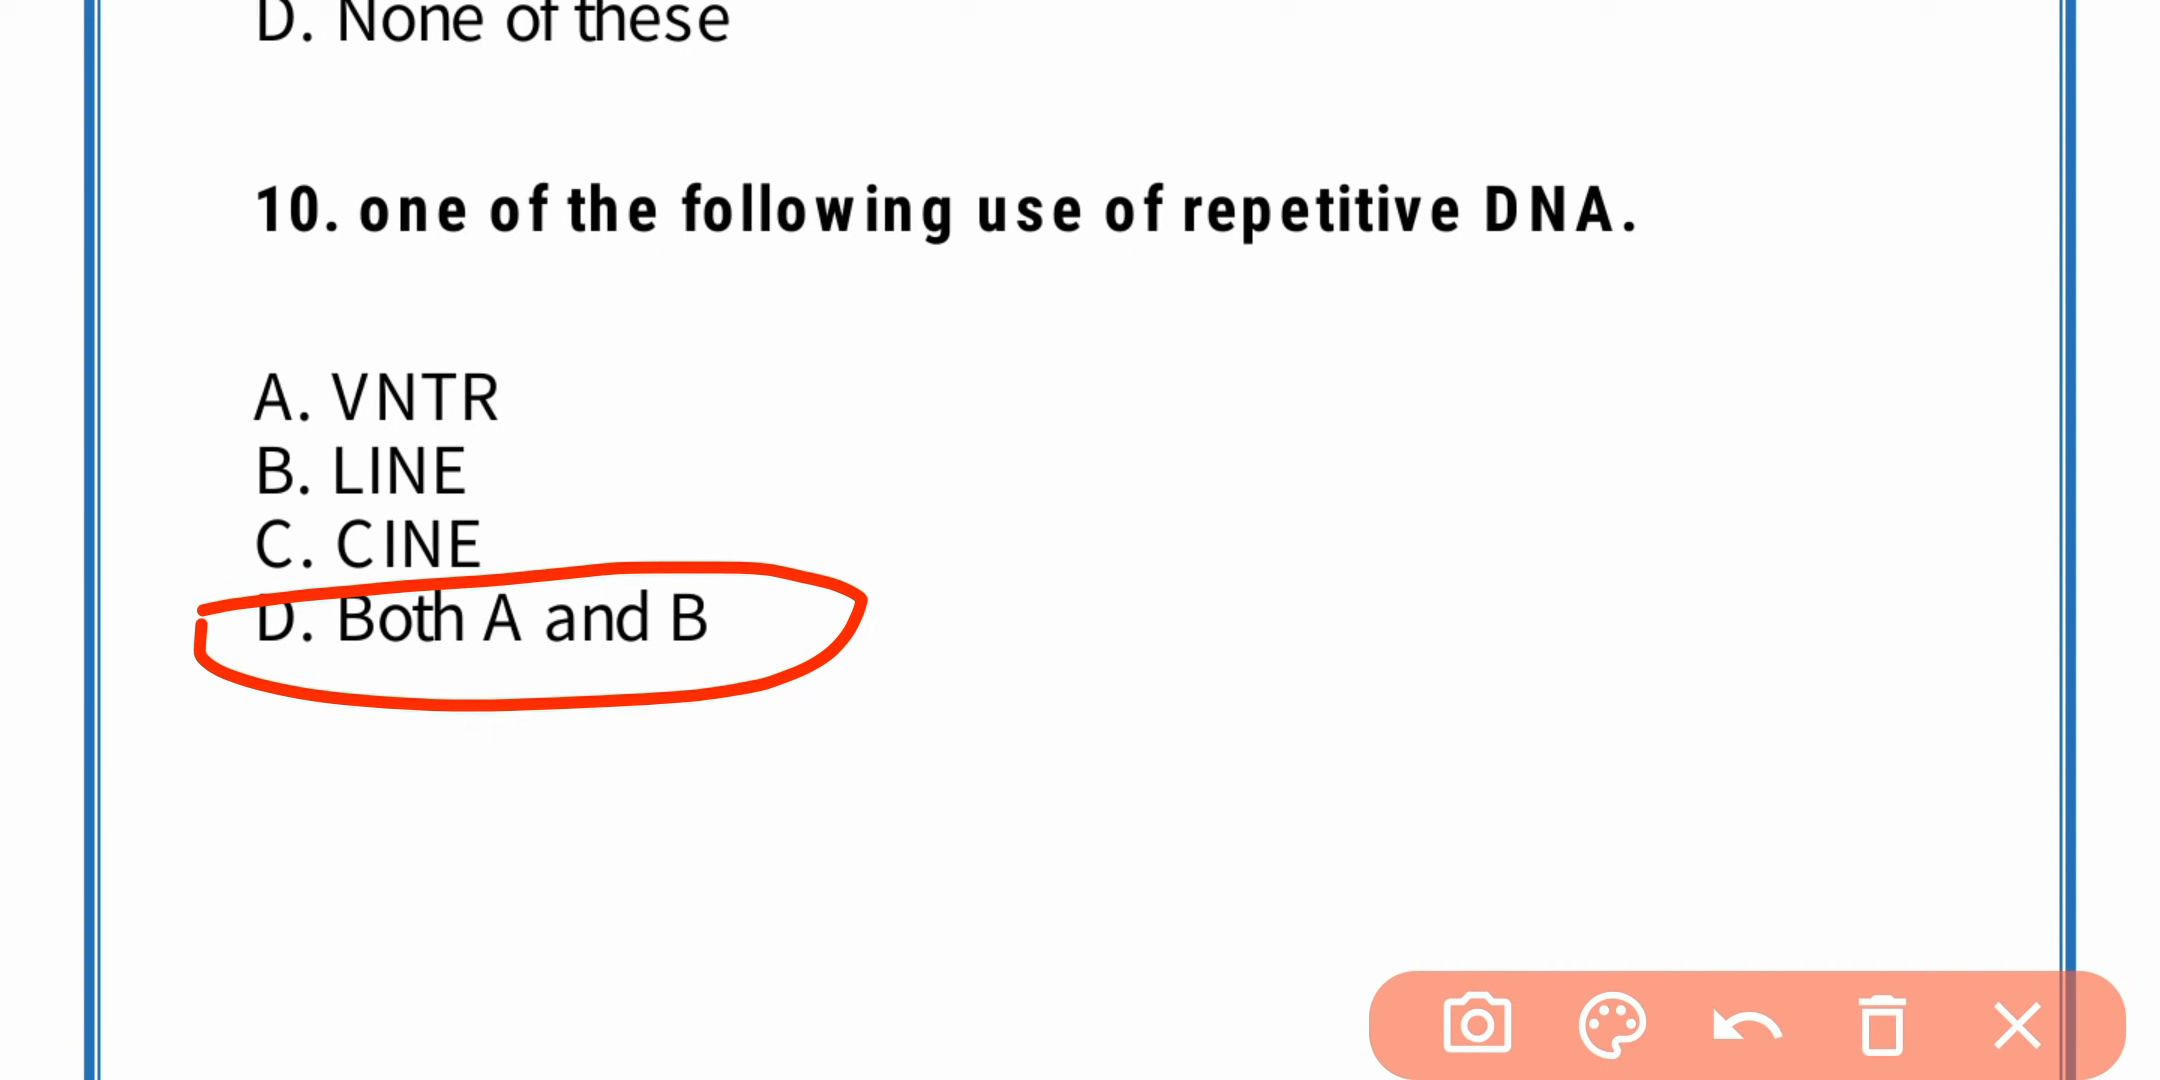 D. None of these
10. one of the following use of repetitive DNA.
A. VNTR
B. LINE
C. CINE
D. Both A and B